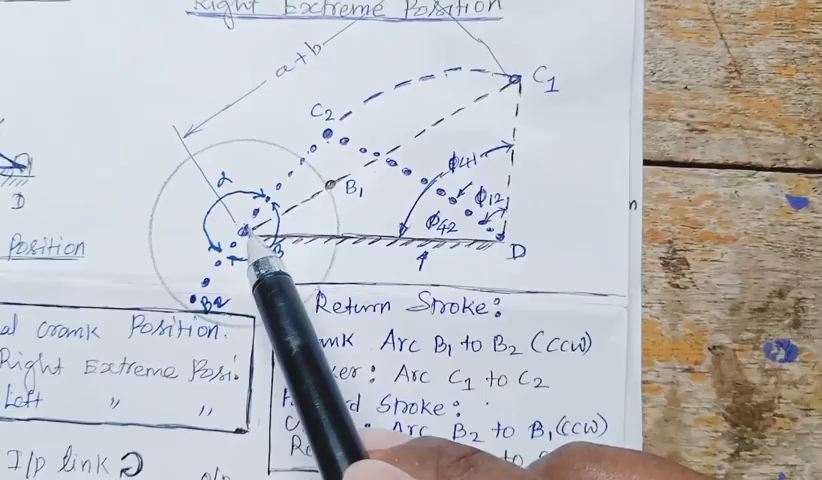 Right Extreme Position
a+b
C1
C2
ϕ41
B1
ϕ12
ϕ42
α
D
D
B2
Position
Return Stroke:
al Crank Position.
Arc B1 to B2 (CCW)
Right Extreme Posi.
Arc C1 to C2
Left " "
Stroke:
Arc B2 to B1 (CCW)
to
I/p link